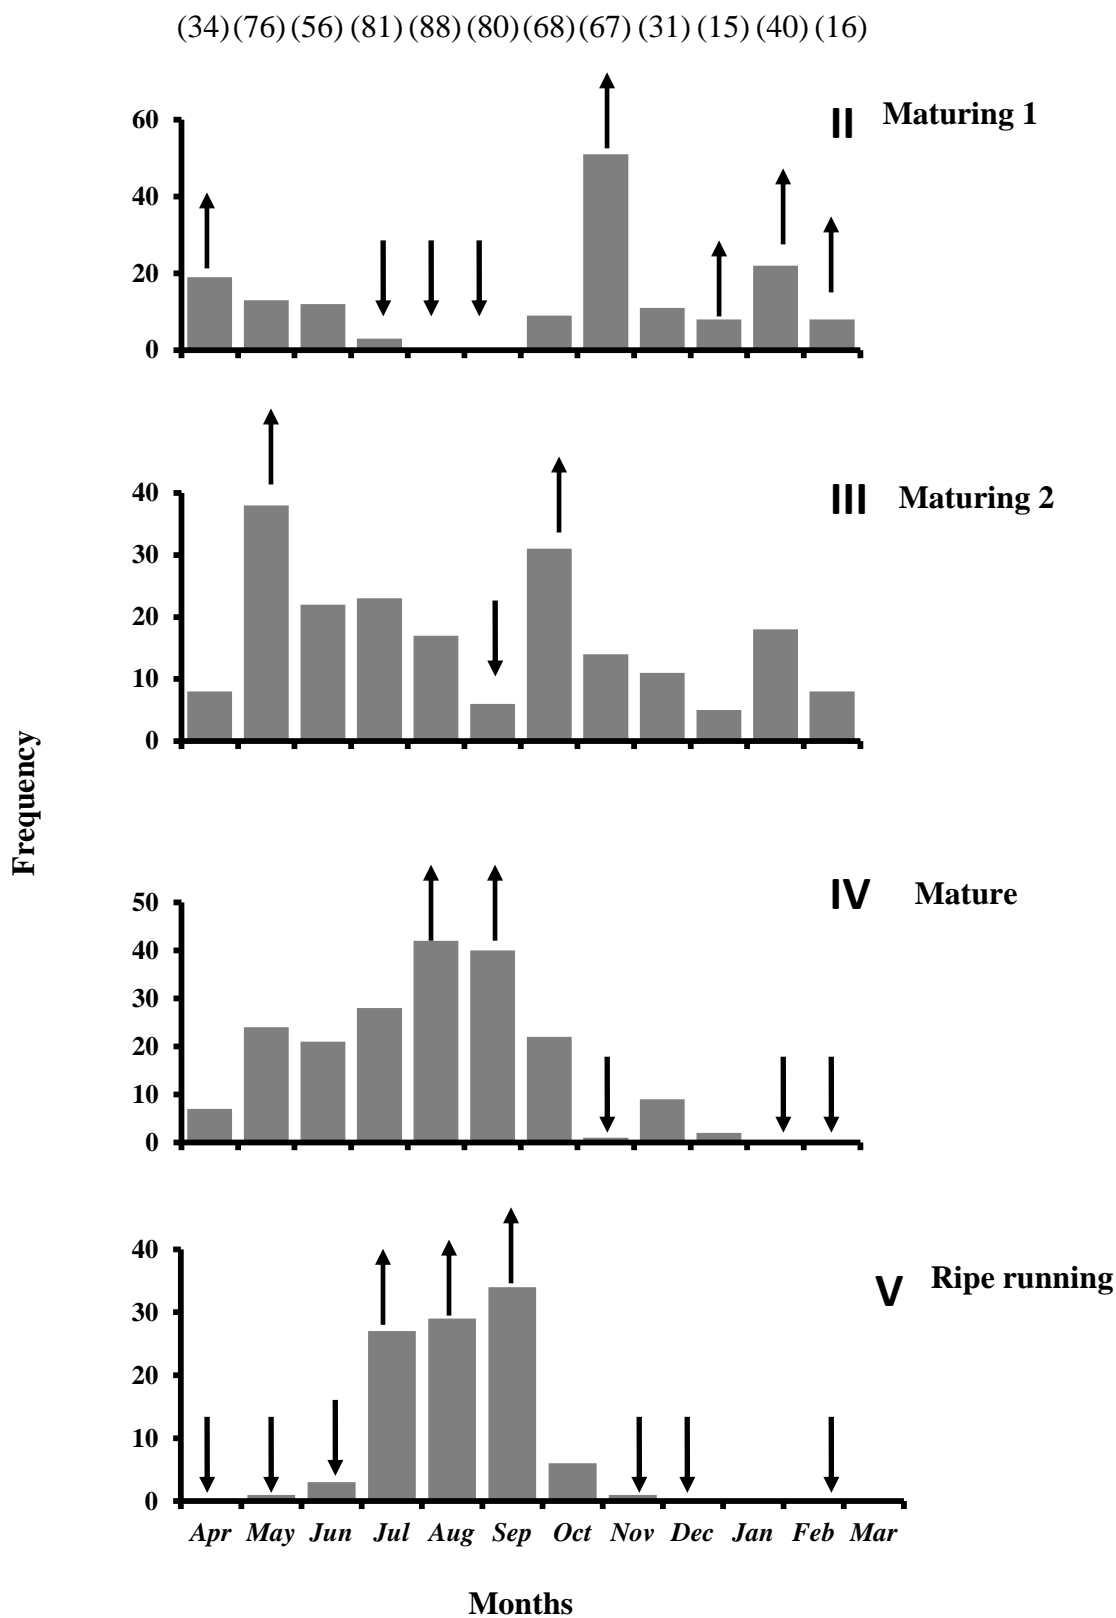 (34) (76) (56) (81) (88) (80) (68) (67) (31) (15) (40) (16)
II Maturing 1
60
40
20
0
III Maturing 2
40
30
20
10
0
Frequency
IV Mature
50
40
30
20
10
0
V Ripe running
40
30
20
10
0
Apr May Jun Jul Aug Sep Oct Nov Dec Jan Feb Mar
Months